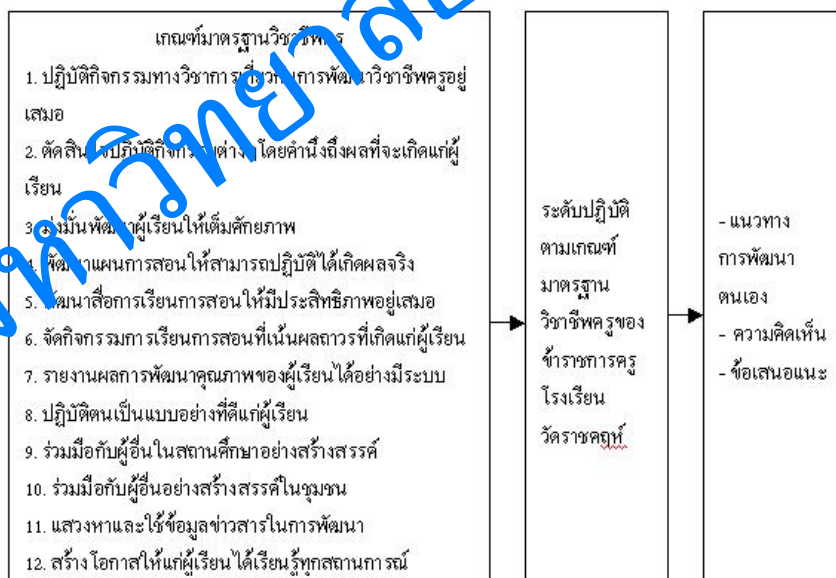 เกณฑ์มาตรฐานวิชาชีพครู
1. ปฏิบัติกิจกรรมทางวิชาการเกี่ยวกับการพัฒนาวิชาชีพครูอยู่
เสมอ
2. ตัดสินใจปฏิบัติกิจกรรมต่างๆ โดยคำนึงถึงผลที่จะเกิดแก่ผู้
เรียน
3. มุ่งมั่นพัฒนาผู้เรียนให้เต็มศักยภาพ
4. พัฒนาแผนการสอนให้สามารถปฏิบัติได้เกิดผลจริง
5. พัฒนาสื่อการเรียนการสอนให้มีประสิทธิภาพอยู่เสมอ
6. จัดกิจกรรมการเรียนการสอนที่เน้นผลถาวรที่เกิดแก่ผู้เรียน
7. รายงานผลการพัฒนาคุณภาพของผู้เรียนได้อย่างมีระบบ
8. ปฏิบัติตนเป็นแบบอย่างที่ดีแก่ผู้เรียน
9. ร่วมมือกับผู้อื่นในสถานศึกษาอย่างสร้างสรรค์
10. ร่วมมือกับผู้อื่นอย่างสร้างสรรค์ในชุมชน
11. แสวงหาและใช้ข้อมูลข่าวสารในการพัฒนา
12. สร้างโอกาสให้แก่ผู้เรียนได้เรียนรู้ทุกสถานการณ์
ระดับปฏิบัติ
ตามเกณฑ์
มาตรฐาน
วิชาชีพครูของ
ข้าราชการครู
โรงเรียน
วัดราชคฤห์
- แนวทาง
การพัฒนา
ตนเอง
- ความคิดเห็น
- ข้อเสนอแนะ